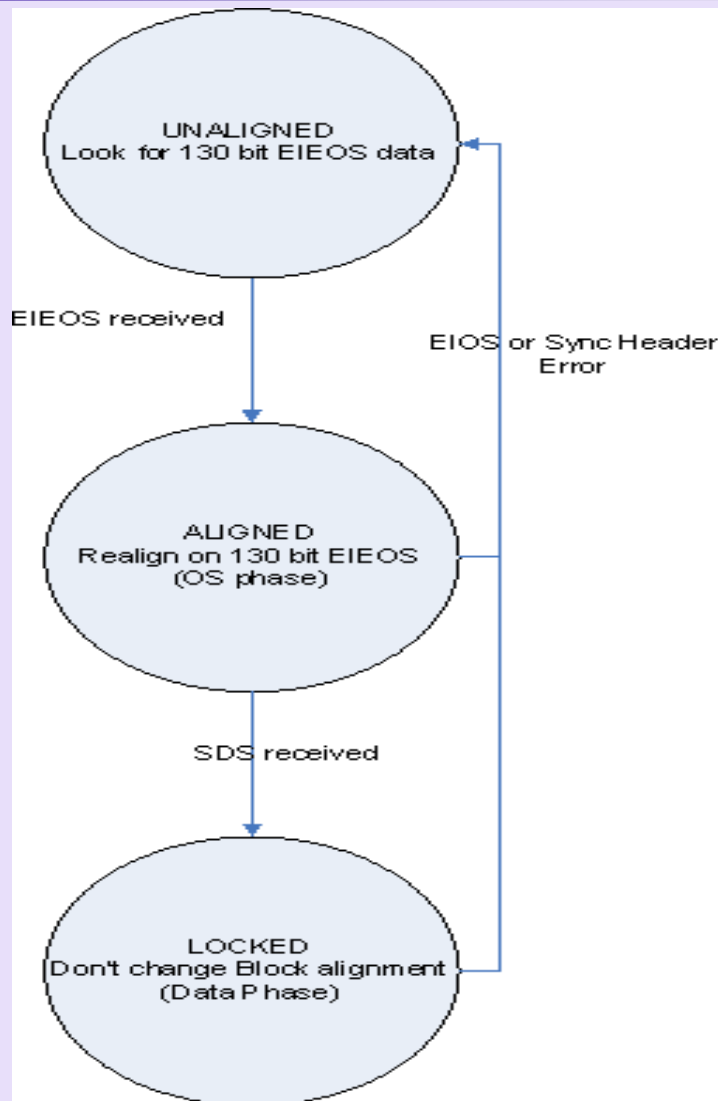 UNALIGNED
Look for 130 bit EIEOS data
EIEOS received
EIOS or Sync Header
Error
ALIGNED
Realign on 130 bit EIEOS
(OS phase)
SDS received
LOCKED
Don't change Block alignment
(Data Phase)